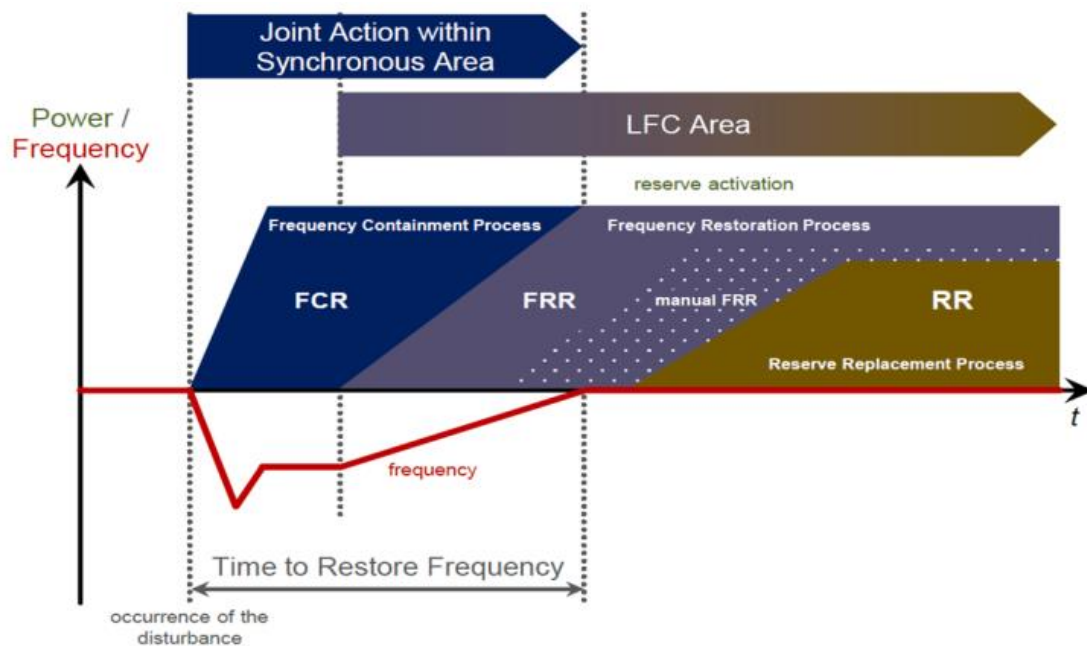 Joint Action within
Synchronous Area
LFC Area
Power /
Frequency
reserve activation
Frequency Containment Process
Frequency Restoration Process
FCR
FRR
manual FRR
RR
Reserve Replacement Process
t
frequency
Time to Restore Frequency
occurrence of the
disturbance